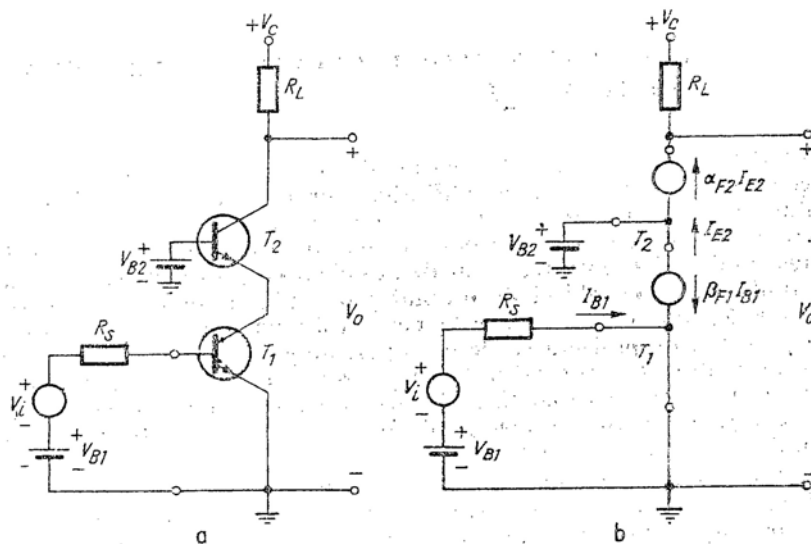 +V_C
R_L
+
V_B2
+
-
T_2
V_o
R_S
T_1
V_i
+
-
+
-
-
V_B1
-
a
+V_C
R_L
+
α_F2 I_E2
V_B2
+
-
T_2
I_E2
β_F1 I_B1
I_B1
R_S
T_1
V_o
V_i
+
-
+
-
V_B1
-
b